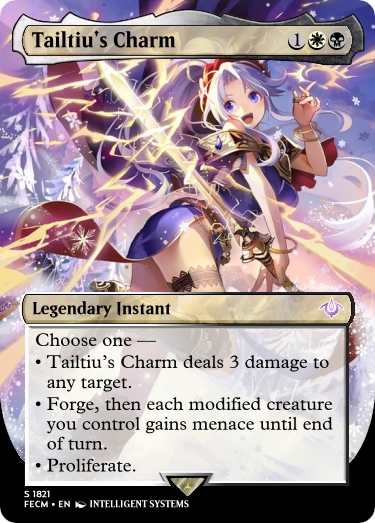 Tailtiu's Charm 1
Legendary Instant
Choose one —
• Tailtiu's Charm deals 3 damage to
any target.
• Forge, then each modified creature
you control gains menace until end
of turn.
• Proliferate.
S 1821
FECM • EN INTELLIGENT SYSTEMS